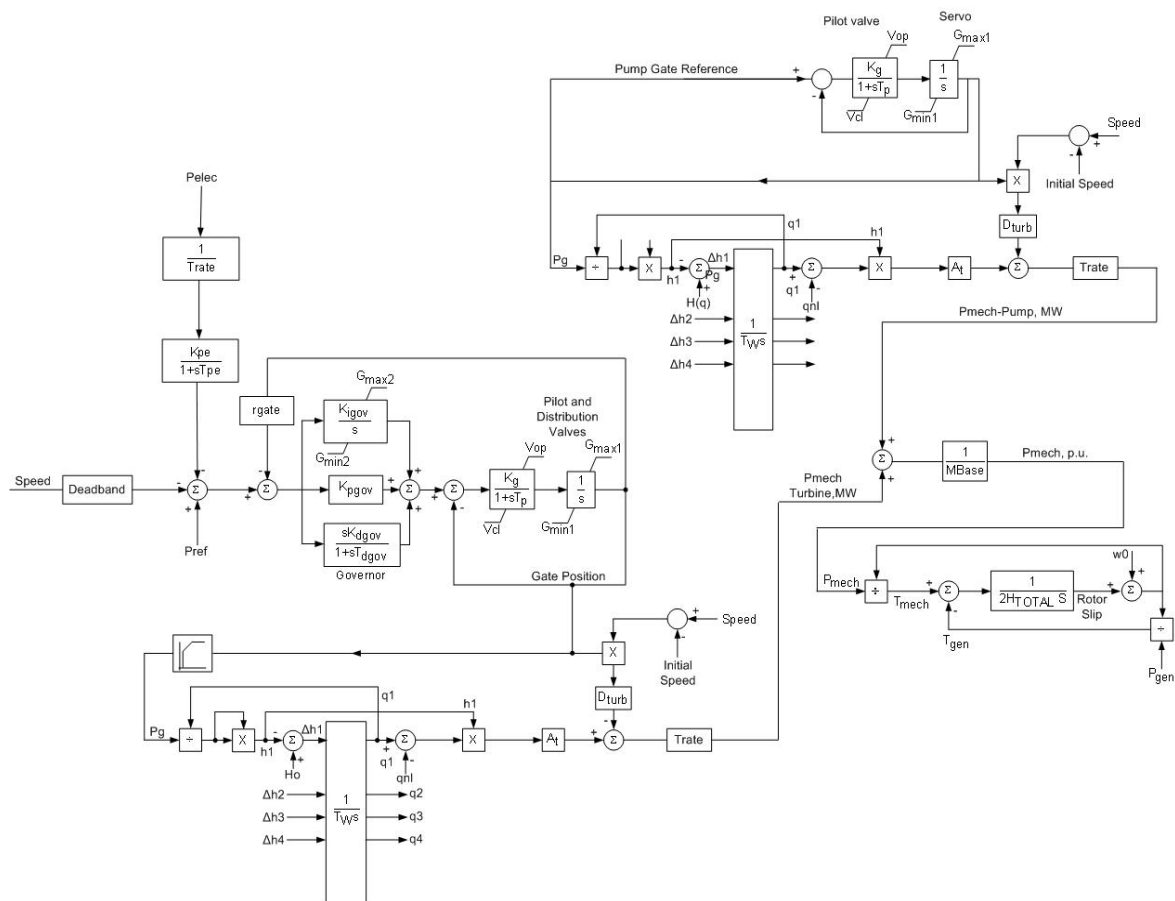 Pilot valve
Servo
Vop
Gmax1
Pump Gate Reference
+
-
Kg
1+sTp
1
s
Vcl
Gmin1
Speed
+
-
Initial Speed
X
Dturb
Pelec
1
Trate
Kpe
1+sTpe
q1
h1
Pg
÷
X
-
h1
Σ
Δh1
Pg
+
H(q)
q1
+
Σ
-
qnl
X
At
Σ
Trate
Δh2
Δh3
Δh4
1
TWs
Pmech-Pump, MW
rgate
Gmax2
Kigov
s
Gmin2
Pilot and
Distribution
Valves
Vop
Gmax1
Speed
Deadband
-
-
Σ
+
Pref
+
-
Σ
Kpgov
+
+
+
Σ
+
Σ
-
Kg
1+sTp
1
s
Vcl
Gmin1
sKdgov
1+sTdgov
Governor
Gate Position
+
Σ
+
1
MBase
Pmech, p.u.
Pmech
Turbine,MW
w0
Pmech
÷
Tmech
+
Σ
-
1
2HTOTAL S
Rotor
Slip
+
+
Σ
÷
Tgen
Pgen
+
Speed
-
Initial
Speed
X
Dturb
q1
h1
Pg
÷
X
-
h1
Σ
Δh1
+
Ho
+
q1
Σ
-
qnl
X
At
+
-
Σ
Trate
Δh2
Δh3
Δh4
1
TWs
q2
q3
q4